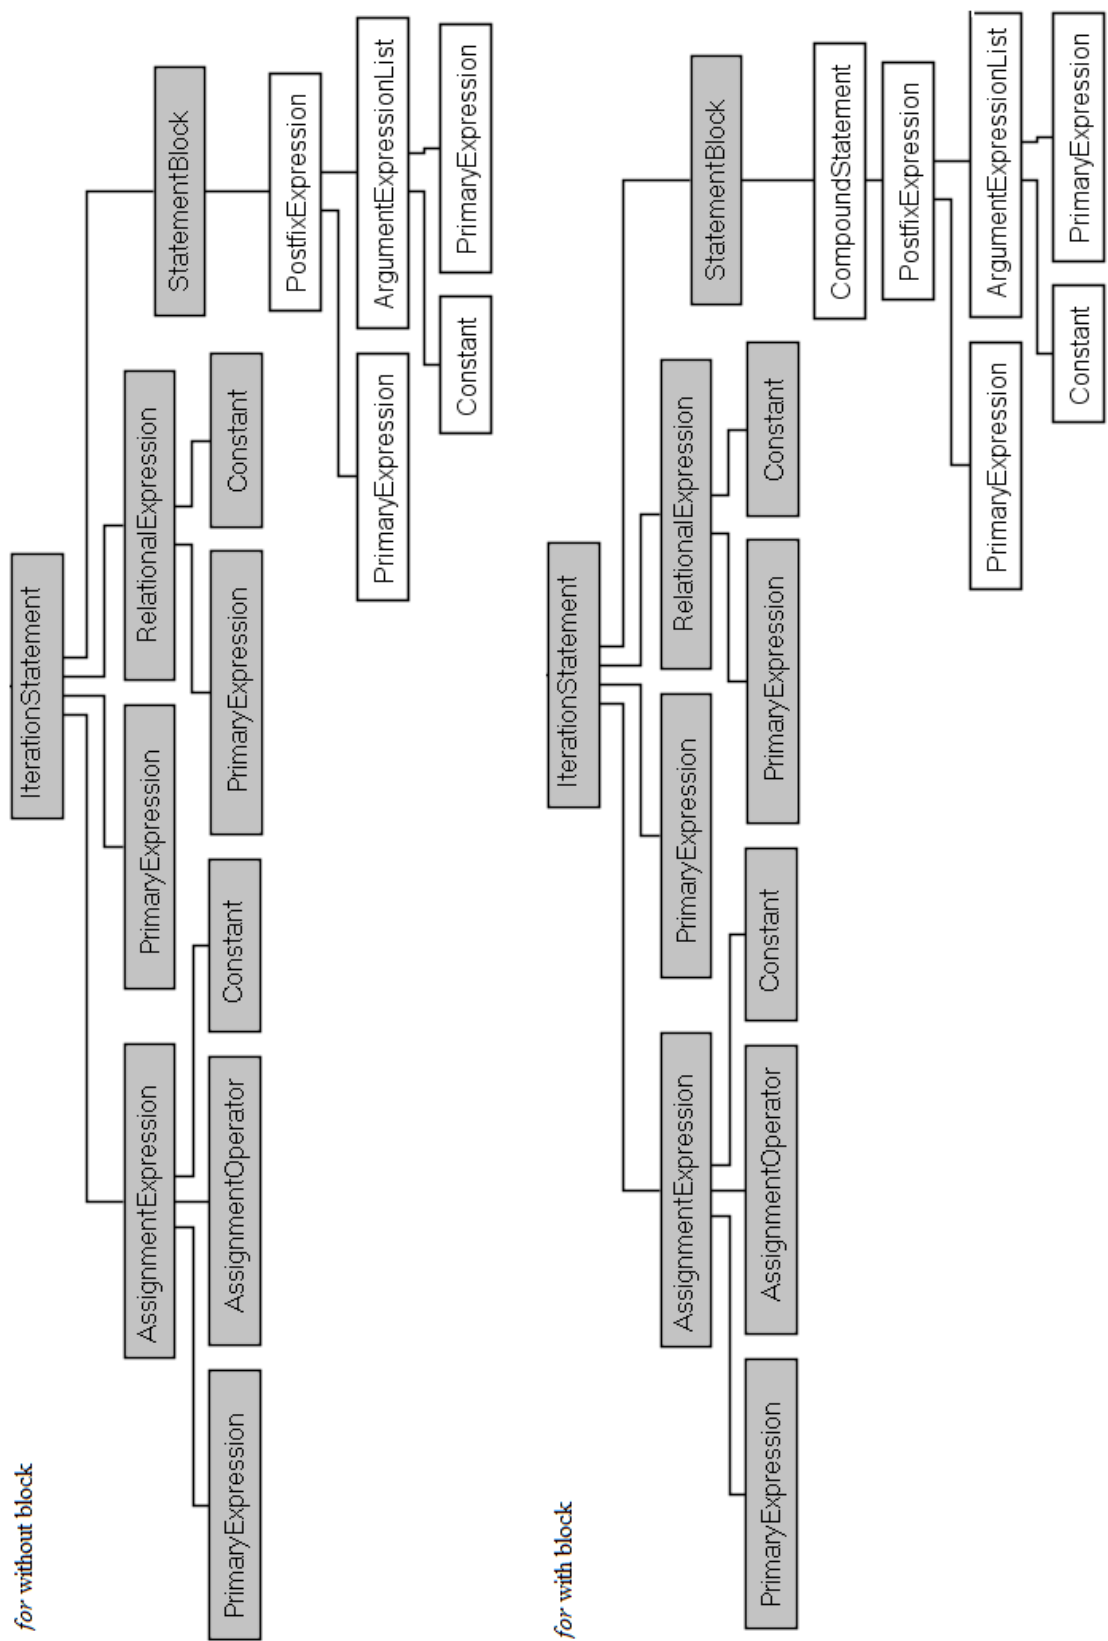 for without block
IterationStatement
AssignmentExpression
PrimaryExpression
RelationalExpression
StatementBlock
PrimaryExpression
AssignmentOperator
Constant
PrimaryExpression
Constant
PostfixExpression
PrimaryExpression
ArgumentExpressionList
Constant
PrimaryExpression
for with block
IterationStatement
AssignmentExpression
PrimaryExpression
RelationalExpression
StatementBlock
PrimaryExpression
AssignmentOperator
Constant
PrimaryExpression
Constant
CompoundStatement
PostfixExpression
PrimaryExpression
ArgumentExpressionList
Constant
PrimaryExpression